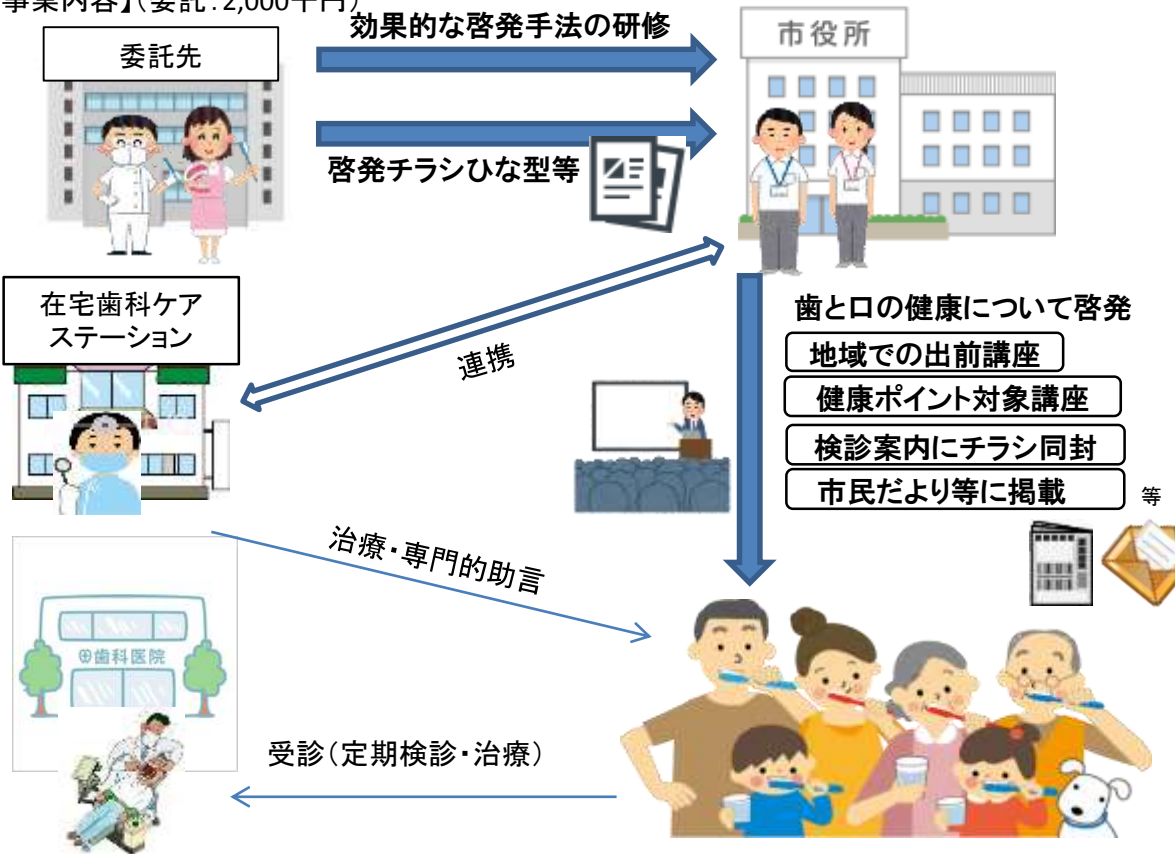 事業内容】(委託:2,000千円)
効果的な啓発手法の研修
委託先
市役所
啓発チラシひな型等
在宅歯科ケア
ステーション
連携
歯と口の健康について啓発
地域での出前講座
健康ポイント対象講座
検診案内にチラシ同封
市民だより等に掲載
等
治療・専門的助言
歯科医院
受診(定期検診・治療)